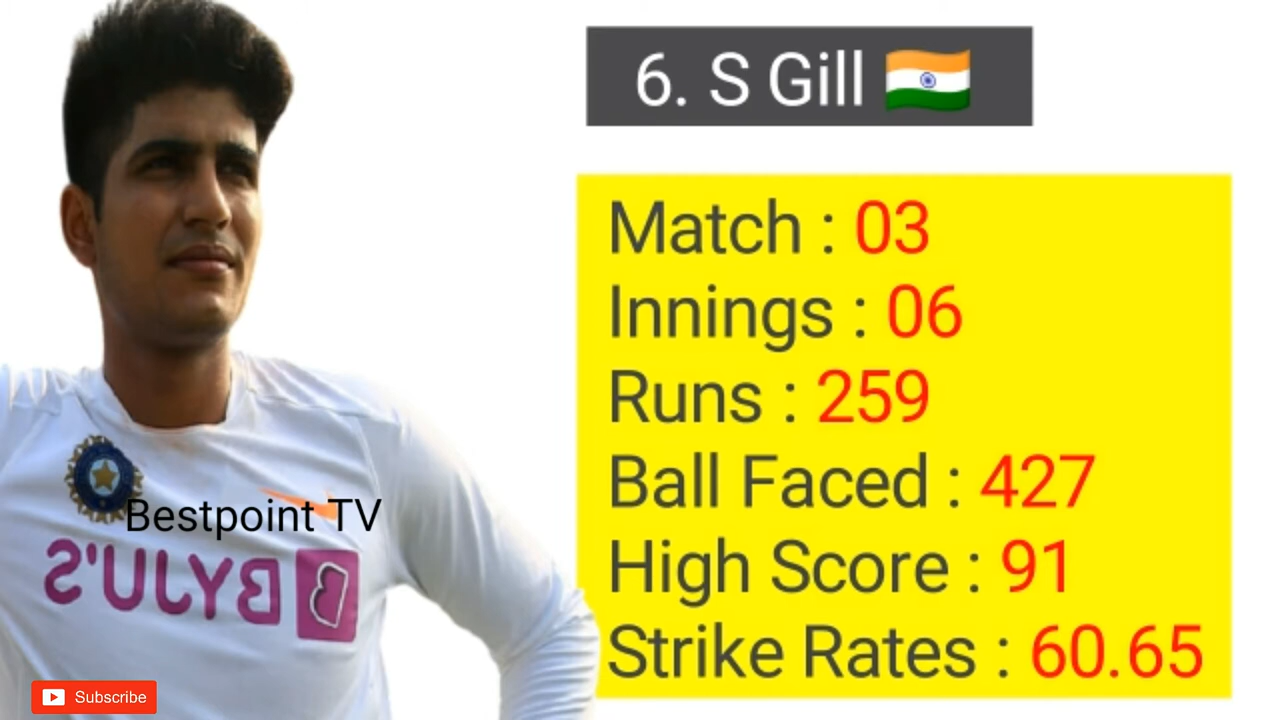 6. S Gill 🇮🇳
Match : 03
Innings : 06
Runs : 259
Ball Faced : 427
High Score : 91
Strike Rates : 60.65
Bestpoint TV
BYJU'S
Subscribe